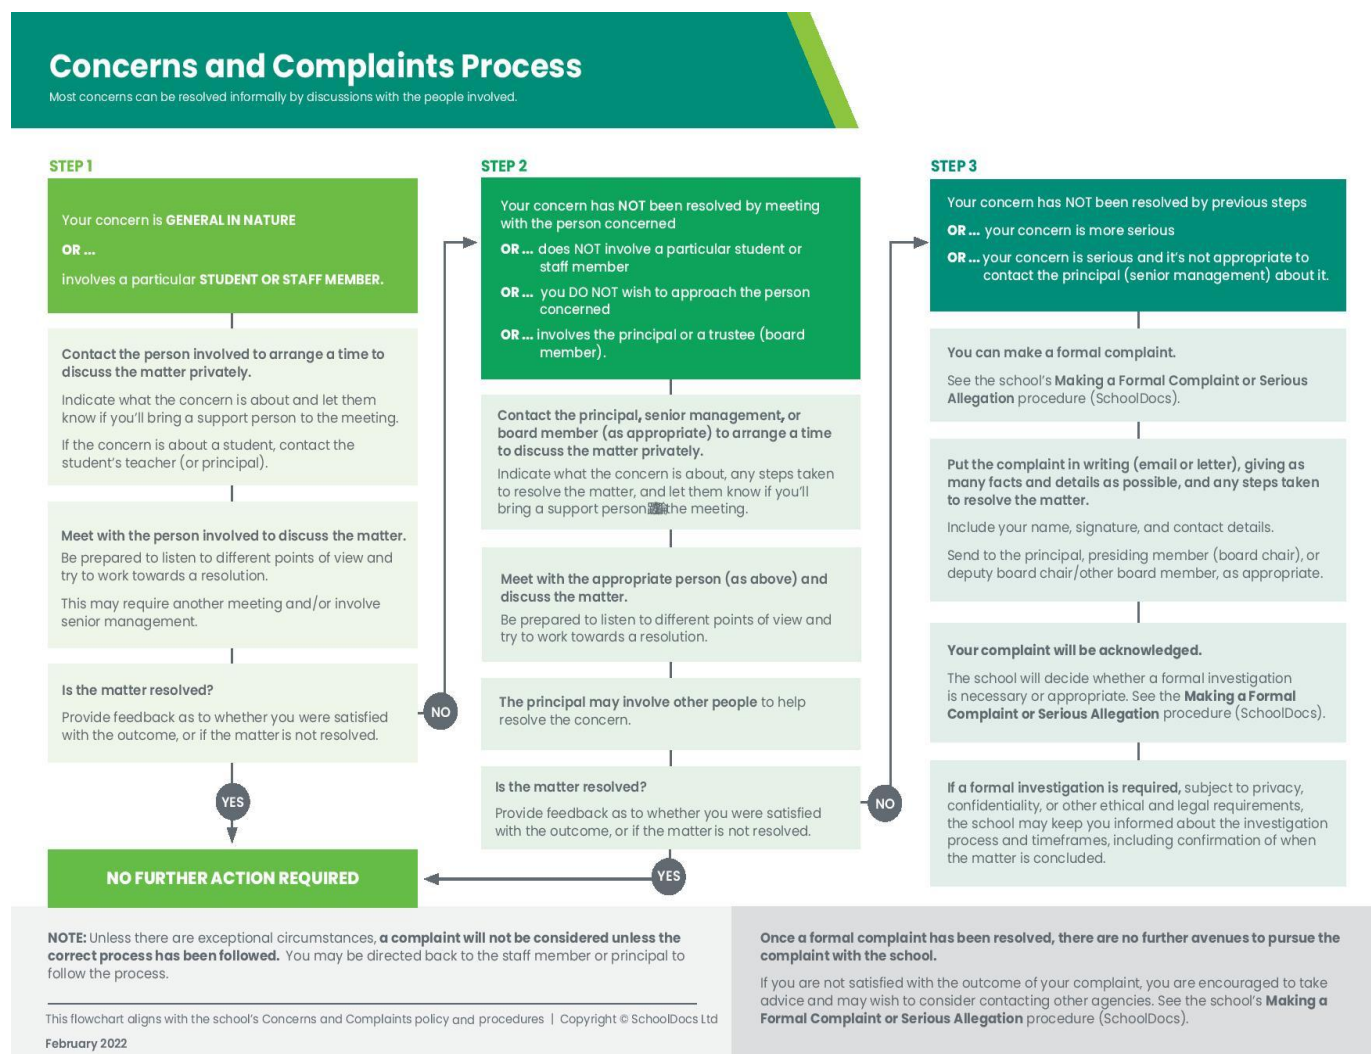 Concerns and Complaints Process
Most concerns can be resolved informally by discussions with the people involved.
STEP 1
Your concern is GENERAL IN NATURE
OR ...
involves a particular STUDENT OR STAFF MEMBER.
Contact the person involved to arrange a time to
discuss the matter privately.
Indicate what the concern is about and let them
know if you'll bring a support person to the meeting.
If the concern is about a student, contact the
student's teacher (or principal).
Meet with the person involved to discuss the matter.
Be prepared to listen to different points of view and
try to work towards a resolution.
This may require another meeting and/or involve
senior management.
Is the matter resolved?
Provide feedback as to whether you were satisfied
with the outcome, or if the matter is not resolved.
NO
YES
NO FURTHER ACTION REQUIRED
STEP 2
Your concern has NOT been resolved by meeting
with the person concerned
OR ... does NOT involve a particular student or
staff member
OR ... you DO NOT wish to approach the person
concerned
OR ... involves the principal or a trustee (board
member).
Contact the principal, senior management, or
board member (as appropriate) to arrange a time
to discuss the matter privately.
Indicate what the concern is about, any steps taken
to resolve the matter, and let them know if you'll
bring a support person the meeting.
Meet with the appropriate person (as above) and
discuss the matter.
Be prepared to listen to different points of view and
try to work towards a resolution.
The principal may involve other people to help
resolve the concern.
Is the matter resolved?
Provide feedback as to whether you were satisfied
with the outcome, or if the matter is not resolved.
NO
YES
STEP 3
Your concern has NOT been resolved by previous steps
OR ... your concern is more serious
OR ... your concern is serious and it's not appropriate to
contact the principal (senior management) about it.
You can make a formal complaint.
See the school's Making a Formal Complaint or Serious
Allegation procedure (SchoolDocs).
Put the complaint in writing (email or letter), giving as
many facts and details as possible, and any steps taken
to resolve the matter.
Include your name, signature, and contact details.
Send to the principal, presiding member (board chair), or
deputy board chair/other board member, as appropriate.
Your complaint will be acknowledged.
The school will decide whether a formal investigation
is necessary or appropriate. See the Making a Formal
Complaint or Serious Allegation procedure (SchoolDocs).
If a formal investigation is required, subject to privacy,
confidentiality, or other ethical and legal requirements,
the school may keep you informed about the investigation
process and timeframes, including confirmation of when
the matter is concluded.
NOTE: Unless there are exceptional circumstances, a complaint will not be considered unless the
correct process has been followed. You may be directed back to the staff member or principal to
follow the process.
This flowchart aligns with the school's Concerns and Complaints policy and procedures | Copyright © SchoolDocs Ltd
February 2022
Once a formal complaint has been resolved, there are no further avenues to pursue the
complaint with the school.
If you are not satisfied with the outcome of your complaint, you are encouraged to take
advice and may wish to consider contacting other agencies. See the school's Making a
Formal Complaint or Serious Allegation procedure (SchoolDocs).